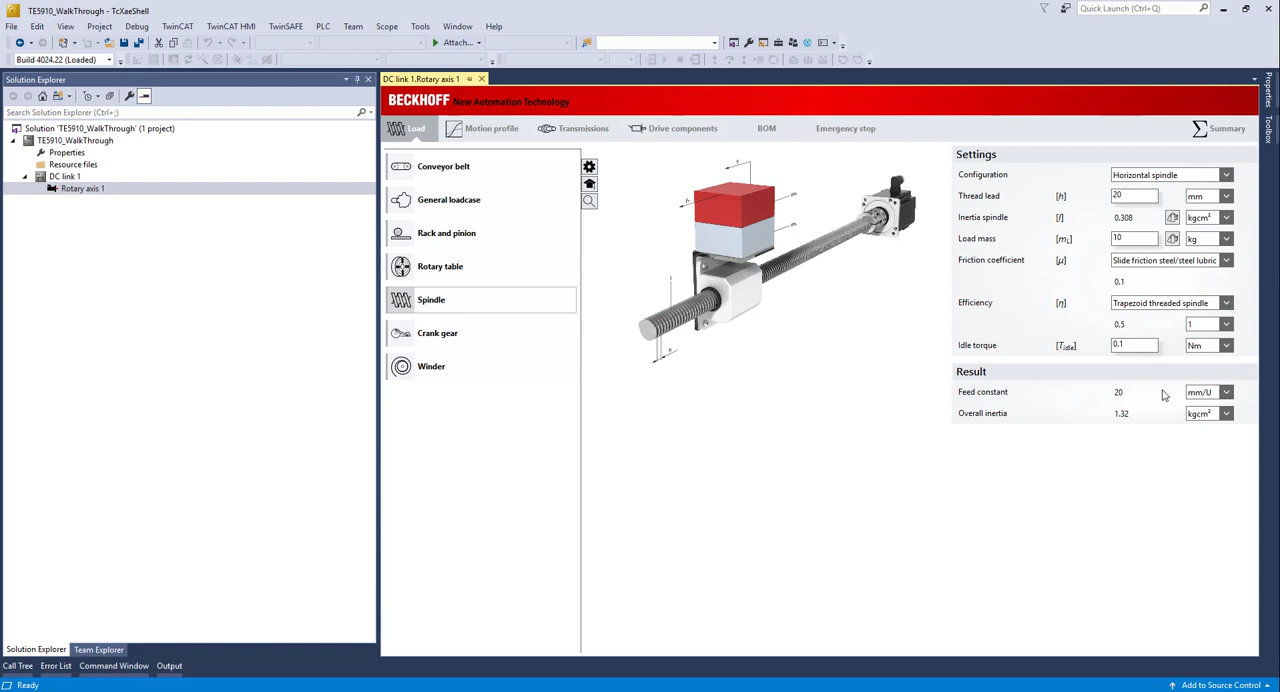 TE5910_WalkThrough - TcXaeShell
Quick Launch (Ctrl+Q)
File Edit View Project Debug TwinCAT TwinCAT HMI TwinSAFE PLC Team Scope Tools Window Help
Attach...
Build 4024.22 (Loaded)
Solution Explorer
Search Solution Explorer (Ctrl+;)
Solution 'TE5910_WalkThrough' (1 project)
TE5910_WalkThrough
Properties
Resource files
DC link 1
Rotary axis 1
DC link 1.Rotary axis 1
BECKHOFF New Automation Technology
Load Motion profile Transmissions Drive components BOM Emergency stop Summary
Conveyor belt
General loadcase
Rack and pinion
Rotary table
Spindle
Crank gear
Winder
Settings
Configuration Horizontal spindle
Thread lead [h] 20 mm
Inertia spindle [I] 0.308 kgcm²
Load mass [mL] 10 kg
Friction coefficient [μ] Slide friction steel/steel lubric
0.1
Efficiency [η] Trapezoid threaded spindle
0.5 1
Idle torque [Tidle] 0.1 Nm
Result
Feed constant 20 mm/U
Overall inertia 1.32 kgcm²
Properties
Toolbox
Solution Explorer Team Explorer
Call Tree Error List Command Window Output
Ready
Add to Source Control